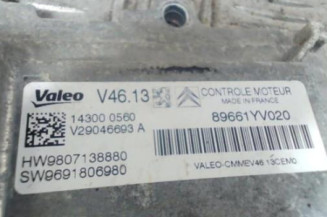 Valeo V46.13
CONTROLE MOTEUR
MADE IN FRANCE
14300 0560
V29046693 A
89661YV020
HW9807138880
SW9691806980
VALEO-CMMEV46.13CEM0